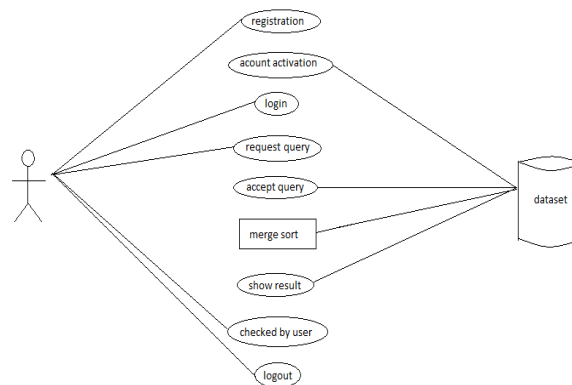 registration
acount activation
login
request query
accept query
merge sort
show result
checked by user
logout
dataset